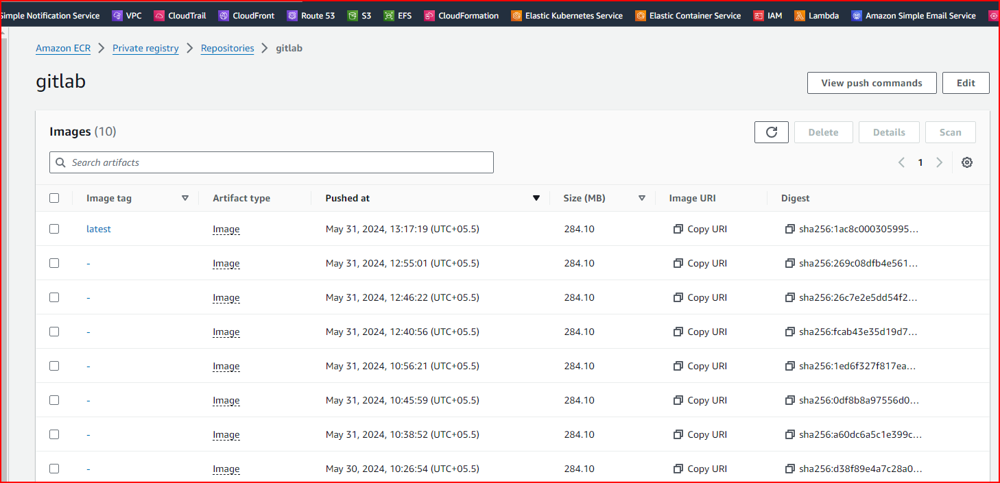 Simple Notification Service VPC CloudTrail CloudFront Route 53 S3 EFS CloudFormation Elastic Kubernetes Service Elastic Container Service IAM Lambda Amazon Simple Email Service
Amazon ECR Private registry Repositories gitlab
gitlab
View push commands Edit
Images (10)
Delete Details Scan
Search artifacts
1
Image tag Artifact type Pushed at Size (MB) Image URI Digest
latest Image May 31, 2024, 13:17:19 (UTC+05.5) 284.10 Copy URI sha256:1ac8c000305995...
- Image May 31, 2024, 12:55:01 (UTC+05.5) 284.10 Copy URI sha256:269c08dfb4e561...
- Image May 31, 2024, 12:46:22 (UTC+05.5) 284.10 Copy URI sha256:26c7e2e5dd54f2...
- Image May 31, 2024, 12:40:56 (UTC+05.5) 284.10 Copy URI sha256:fcab43e35d19d7...
- Image May 31, 2024, 10:56:21 (UTC+05.5) 284.10 Copy URI sha256:1ed6f327f817ea...
- Image May 31, 2024, 10:45:59 (UTC+05.5) 284.10 Copy URI sha256:0df8b8a97556d0...
- Image May 31, 2024, 10:38:52 (UTC+05.5) 284.10 Copy URI sha256:a60dc6a5c1e399c...
- Image May 30, 2024, 10:26:54 (UTC+05.5) 284.10 Copy URI sha256:d38f89e4a7c28a0...